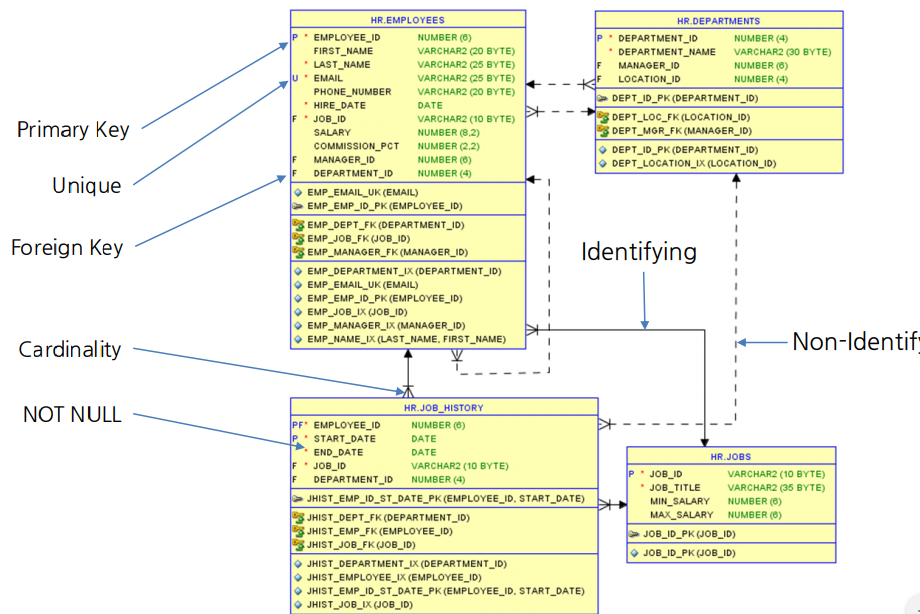 HR.EMPLOYEES
P * EMPLOYEE_ID NUMBER (6)
FIRST_NAME VARCHAR2 (20 BYTE)
* LAST_NAME VARCHAR2 (25 BYTE)
U * EMAIL VARCHAR2 (25 BYTE)
PHONE_NUMBER VARCHAR2 (20 BYTE)
* HIRE_DATE DATE
F * JOB_ID VARCHAR2 (10 BYTE)
SALARY NUMBER (8,2)
COMMISSION_PCT NUMBER (2,2)
F MANAGER_ID NUMBER (6)
F DEPARTMENT_ID NUMBER (4)
EMP_EMAIL_UK (EMAIL)
EMP_EMP_ID_PK (EMPLOYEE_ID)
EMP_DEPT_FK (DEPARTMENT_ID)
EMP_JOB_FK (JOB_ID)
EMP_MANAGER_FK (MANAGER_ID)
EMP_DEPARTMENT_IX (DEPARTMENT_ID)
EMP_EMAIL_UK (EMAIL)
EMP_EMP_ID_PK (EMPLOYEE_ID)
EMP_JOB_IX (JOB_ID)
EMP_MANAGER_IX (MANAGER_ID)
EMP_NAME_IX (LAST_NAME, FIRST_NAME)
HR.DEPARTMENTS
P * DEPARTMENT_ID NUMBER (4)
* DEPARTMENT_NAME VARCHAR2 (30 BYTE)
F MANAGER_ID NUMBER (6)
F LOCATION_ID NUMBER (4)
DEPT_ID_PK (DEPARTMENT_ID)
DEPT_LOC_FK (LOCATION_ID)
DEPT_MGR_FK (MANAGER_ID)
DEPT_ID_PK (DEPARTMENT_ID)
DEPT_LOCATION_IX (LOCATION_ID)
Primary Key
Unique
Foreign Key
Identifying
Non-Identify
Cardinality
NOT NULL
HR.JOB_HISTORY
PF* EMPLOYEE_ID NUMBER (6)
P * START_DATE DATE
* END_DATE DATE
F * JOB_ID VARCHAR2 (10 BYTE)
F DEPARTMENT_ID NUMBER (4)
JHIST_EMP_ID_ST_DATE_PK (EMPLOYEE_ID, START_DATE)
JHIST_DEPT_FK (DEPARTMENT_ID)
JHIST_EMP_FK (EMPLOYEE_ID)
JHIST_JOB_FK (JOB_ID)
JHIST_DEPARTMENT_IX (DEPARTMENT_ID)
JHIST_EMPLOYEE_IX (EMPLOYEE_ID)
JHIST_EMP_ID_ST_DATE_PK (EMPLOYEE_ID, START_DATE)
JHIST_JOB_IX (JOB_ID)
HR.JOBS
P * JOB_ID VARCHAR2 (10 BYTE)
* JOB_TITLE VARCHAR2 (35 BYTE)
MIN_SALARY NUMBER (6)
MAX_SALARY NUMBER (6)
JOB_ID_PK (JOB_ID)
JOB_ID_PK (JOB_ID)